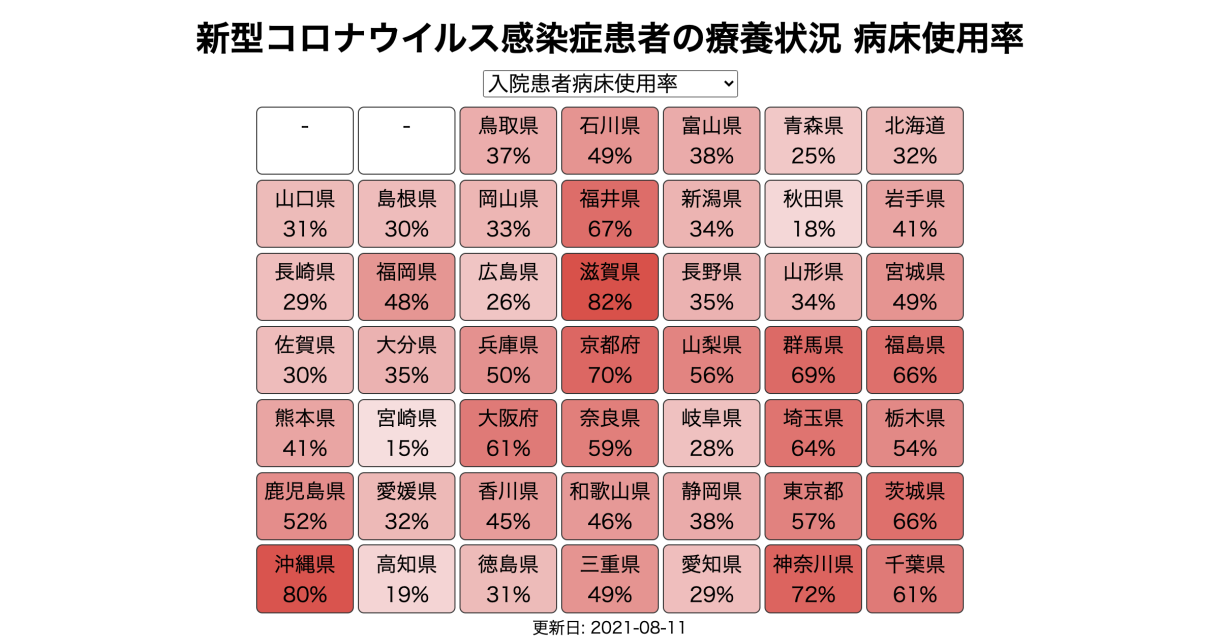 新型コロナウイルス感染症患者の療養状況 病床使用率
入院患者病床使用率
- - 鳥取県 石川県 富山県 青森県 北海道
37% 49% 38% 25% 32%
山口県 島根県 岡山県 福井県 新潟県 秋田県 岩手県
31% 30% 33% 67% 34% 18% 41%
長崎県 福岡県 広島県 滋賀県 長野県 山形県 宮城県
29% 48% 26% 82% 35% 34% 49%
佐賀県 大分県 兵庫県 京都府 山梨県 群馬県 福島県
30% 35% 50% 70% 56% 69% 66%
熊本県 宮崎県 大阪府 奈良県 岐阜県 埼玉県 栃木県
41% 15% 61% 59% 28% 64% 54%
鹿児島県 愛媛県 香川県 和歌山県 静岡県 東京都 茨城県
52% 32% 45% 46% 38% 57% 66%
沖縄県 高知県 徳島県 三重県 愛知県 神奈川県 千葉県
80% 19% 31% 49% 29% 72% 61%
更新日: 2021-08-11